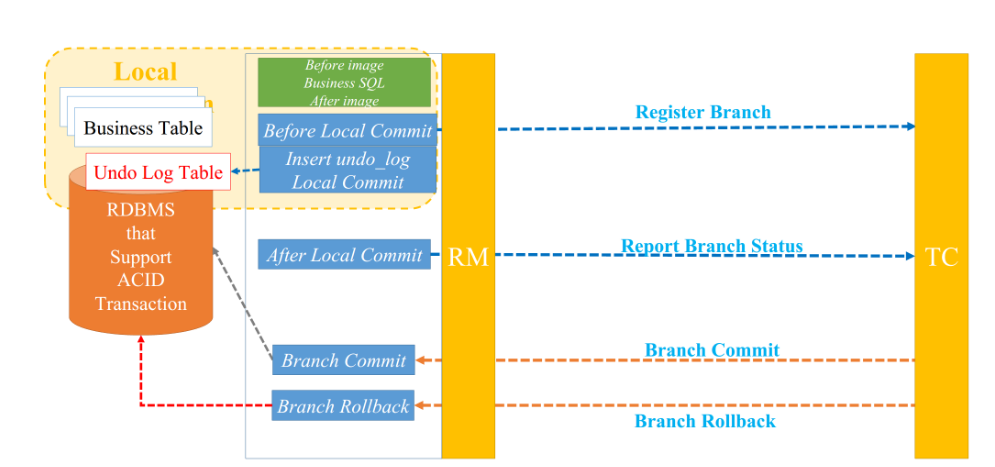 Local
Before image
Business SQL
After image
Business Table
Before Local Commit
Register Branch
Insert undo_log
Local Commit
Undo Log Table
RDBMS
that
Support
ACID
Transaction
After Local Commit
RM
Report Branch Status
TC
Branch Commit
Branch Commit
Branch Rollback
Branch Rollback